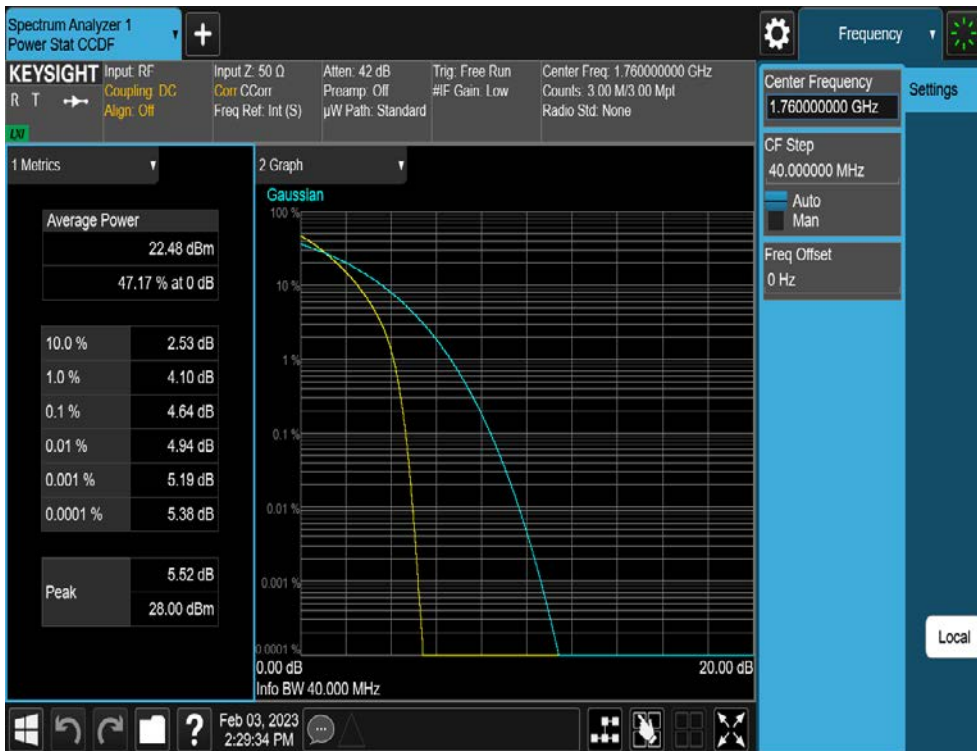 Spectrum Analyzer 1
Power Stat CCDF
+
Frequency
KEYSIGHT
R T
LXI
Input: RF
Coupling: DC
Align: Off
Input Z: 50 Ω
Corr CCorr
Freq Ref: Int (S)
Atten: 42 dB
Preamp: Off
µW Path: Standard
Trig: Free Run
#IF Gain: Low
Center Freq: 1.760000000 GHz
Counts: 3.00 M/3.00 Mpt
Radio Std: None
Center Frequency
1.760000000 GHz
Settings
CF Step
40.000000 MHz
Auto
Man
Freq Offset
0 Hz
Local
1 Metrics
Average Power
22.48 dBm
47.17 % at 0 dB
10.0 % 2.53 dB
1.0 % 4.10 dB
0.1 % 4.64 dB
0.01 % 4.94 dB
0.001 % 5.19 dB
0.0001 % 5.38 dB
Peak
5.52 dB
28.00 dBm
2 Graph
Gaussian
100 %
10 %
1 %
0.1 %
0.01 %
0.001 %
0.0001 %
0.00 dB 20.00 dB
Info BW 40.000 MHz
?
Feb 03, 2023
2:29:34 PM